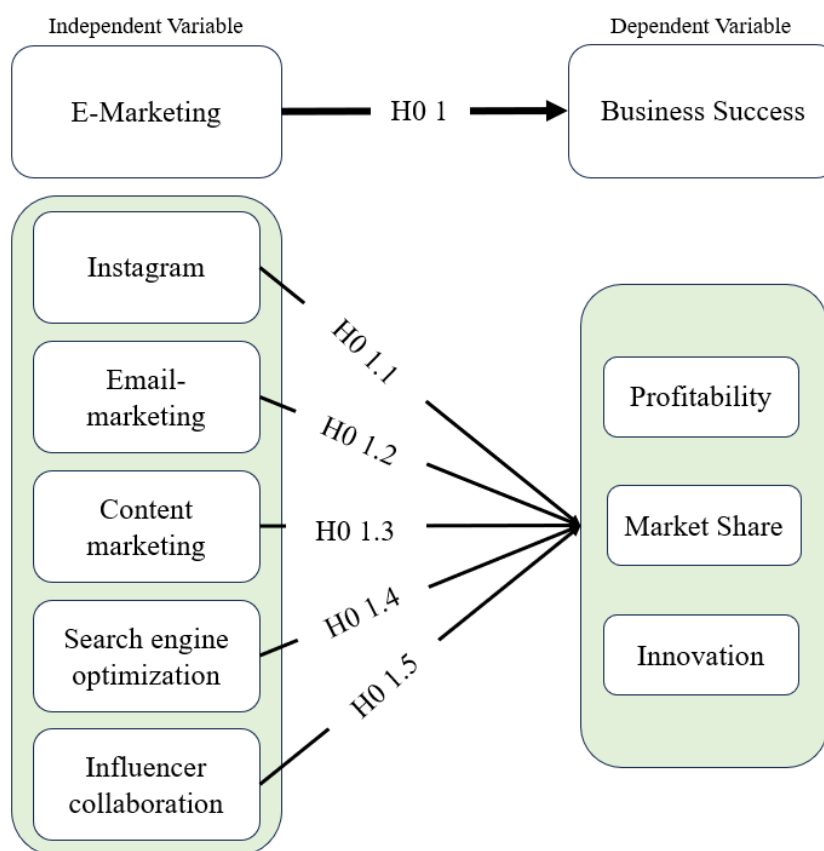 Independent Variable
Dependent Variable
E-Marketing
H0 1
Business Success
Instagram
H0 1.1
Email-
marketing
H0 1.2
Profitability
Content
marketing
H0 1.3
Market Share
Search engine
optimization
H0 1.4
Innovation
Influencer
collaboration
H0 1.5